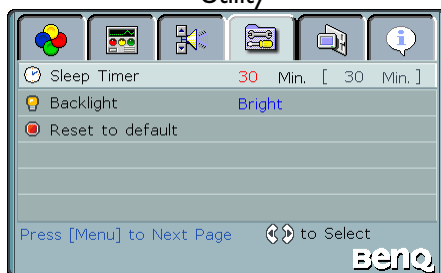 Utility
Sleep Timer 30 Min. [ 30 Min. ]
Backlight Bright
Reset to default
Press [Menu] to Next Page to Select
BenQ